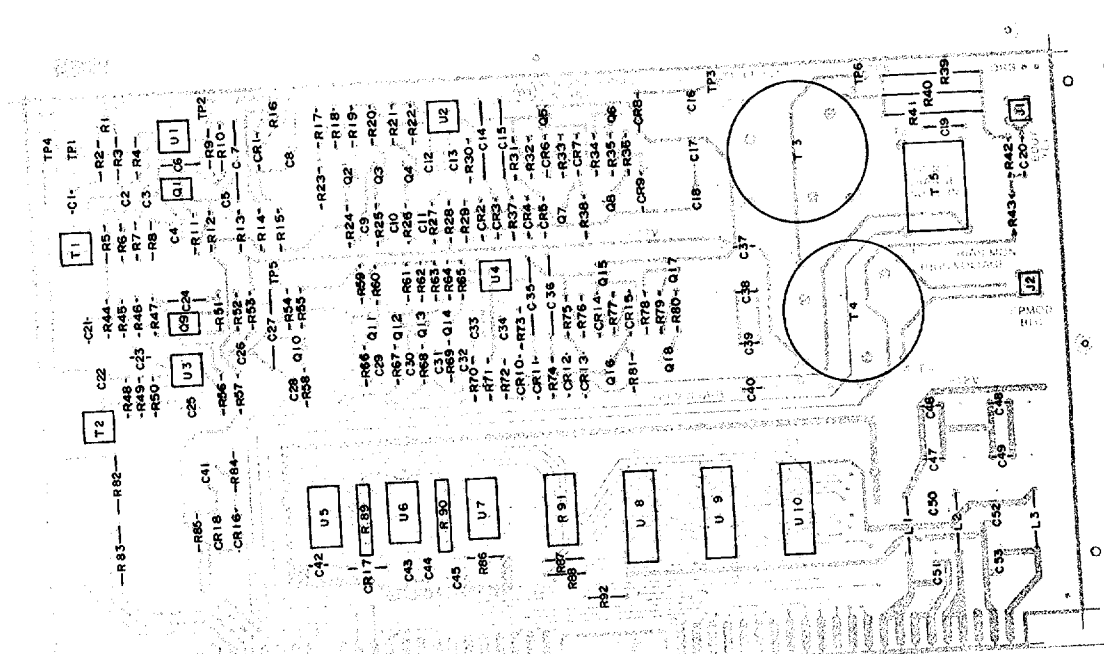 TP4
TP1
-C1-
T1
-R2-
R1
-R3-
-R4-
C2
C3
-R5-
-R6-
-R7-
-R8-
U1
C6
Q1
C4
TP2
-R9-
-R10-
C7
C5
-CR1-
R16
C8
-R11-
-R12-
-R13-
-R14-
-R15-
-R17-
-R18-
-R19-
-R20-
-R21-
-R22-
-R23-
Q2
Q3
Q4
U2
C12
C13
-R30-
C14
C15
-R31-
-R32-
-CR6-
Q5
-R33-
-CR7-
-R34-
-R35-
-R36-
Q6
-CR8-
-CR9-
-R24-
C9
-R25-
C10
-R26-
C11
-R27-
-R28-
-R29-
-CR2-
-CR3-
-R37-
-CR4-
-CR5-
Q7
-R38-
Q8
C16
C17
C18
TP3
T3
TP6
R41
R40
R39
C19
T5
J1
-R42-
-C20-
-R43-
-C21-
C22
T2
-R44-
-R45-
-R46-
-R47-
-R48-
-R49-
-R50-
C23
Q9
C24
U3
C25
-R51-
-R52-
-R53-
C26
-R56-
-R57-
C27
TP5
-R54-
-R55-
Q10
C28
-R58-
-R59-
-R60-
-R61-
-R62-
-R63-
-R64-
-R65-
U4
Q11
Q12
Q13
Q14
C33
C34
-R66-
C29
-R67-
-R68-
C30
C31
-R69-
C32
-R70-
-R71-
-R72-
-R73-
-CR10-
-CR11-
C35
C36
-R74-
-R75-
-R76-
-CR12-
-CR13-
-CR14-
Q15
Q16
-R77-
-CR15-
-R78-
-R79-
-R80-
-R81-
Q17
Q18
C37
C38
C39
C40
T4
J2
-R82-
-R83-
-R84-
-R85-
C41
CR18
-CR16-
U5
R89
U6
R90
U7
R91
U8
U9
U10
C42
CR17
C43
C44
C45
R86
R87
R88
R92
C46
C47
C48
C49
C50
C51
C52
C53
L1
L2
L3